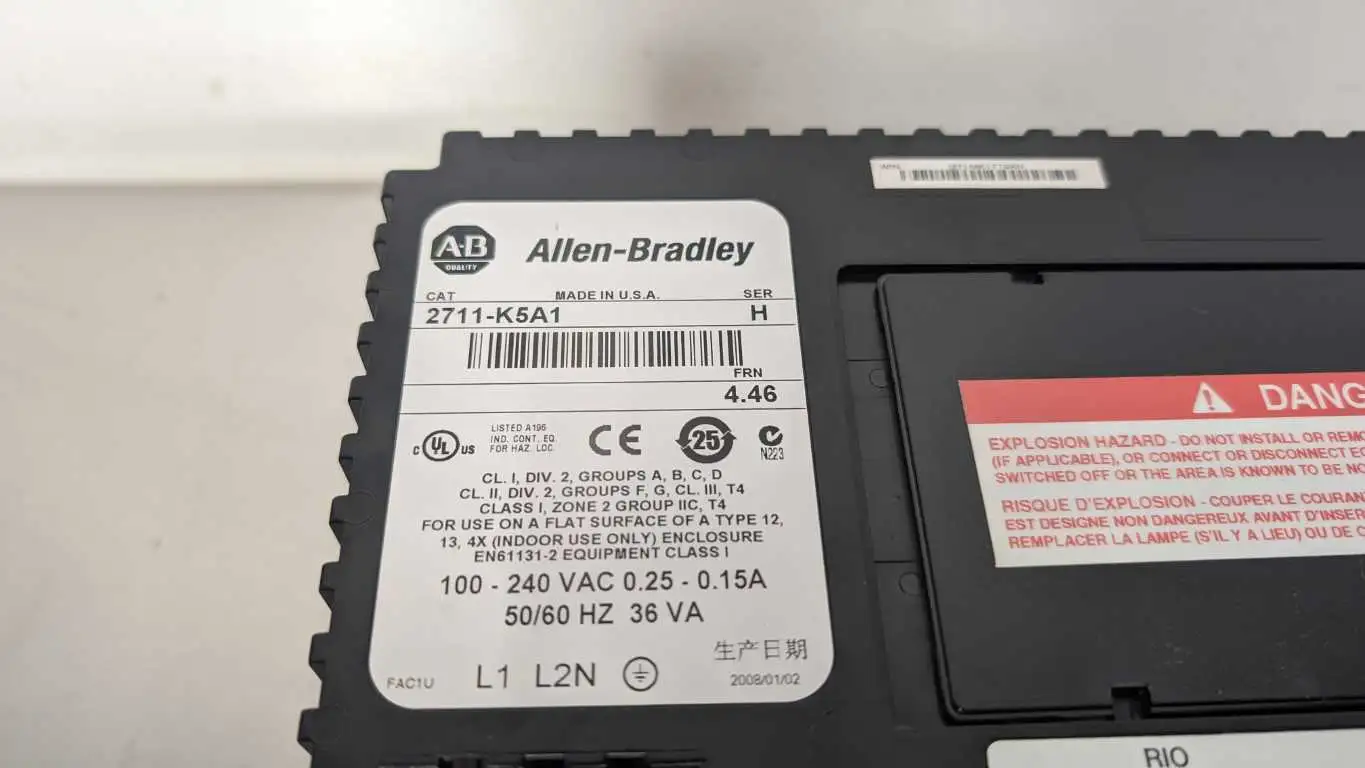 A·B
QUALITY
Allen-Bradley
CAT MADE IN U.S.A. SER
2711-K5A1 H
FRN
4.46
C UL US
LISTED A196
IND. CONT. EQ.
FOR HAZ. LOC.
CE
25
N223
CL. I, DIV. 2, GROUPS A, B, C, D
CL. II, DIV. 2, GROUPS F, G, CL. III, T4
CLASS I, ZONE 2 GROUP IIC, T4
FOR USE ON A FLAT SURFACE OF A TYPE 12,
13, 4X (INDOOR USE ONLY) ENCLOSURE
EN61131-2 EQUIPMENT CLASS I
100 - 240 VAC 0.25 - 0.15A
50/60 HZ 36 VA
生产日期
FAC1U L1 L2N 2008/01/02
DANG
EXPLOSION HAZARD - DO NOT INSTALL OR REMO
(IF APPLICABLE), OR CONNECT OR DISCONNECT EQ
SWITCHED OFF OR THE AREA IS KNOWN TO BE NO
RISQUE D'EXPLOSION - COUPER LE COURAN
EST DESIGNE NON DANGEREUX AVANT D'INSER
REMPLACER LA LAMPE (S'IL Y A LIEU) OU DE C
RIO